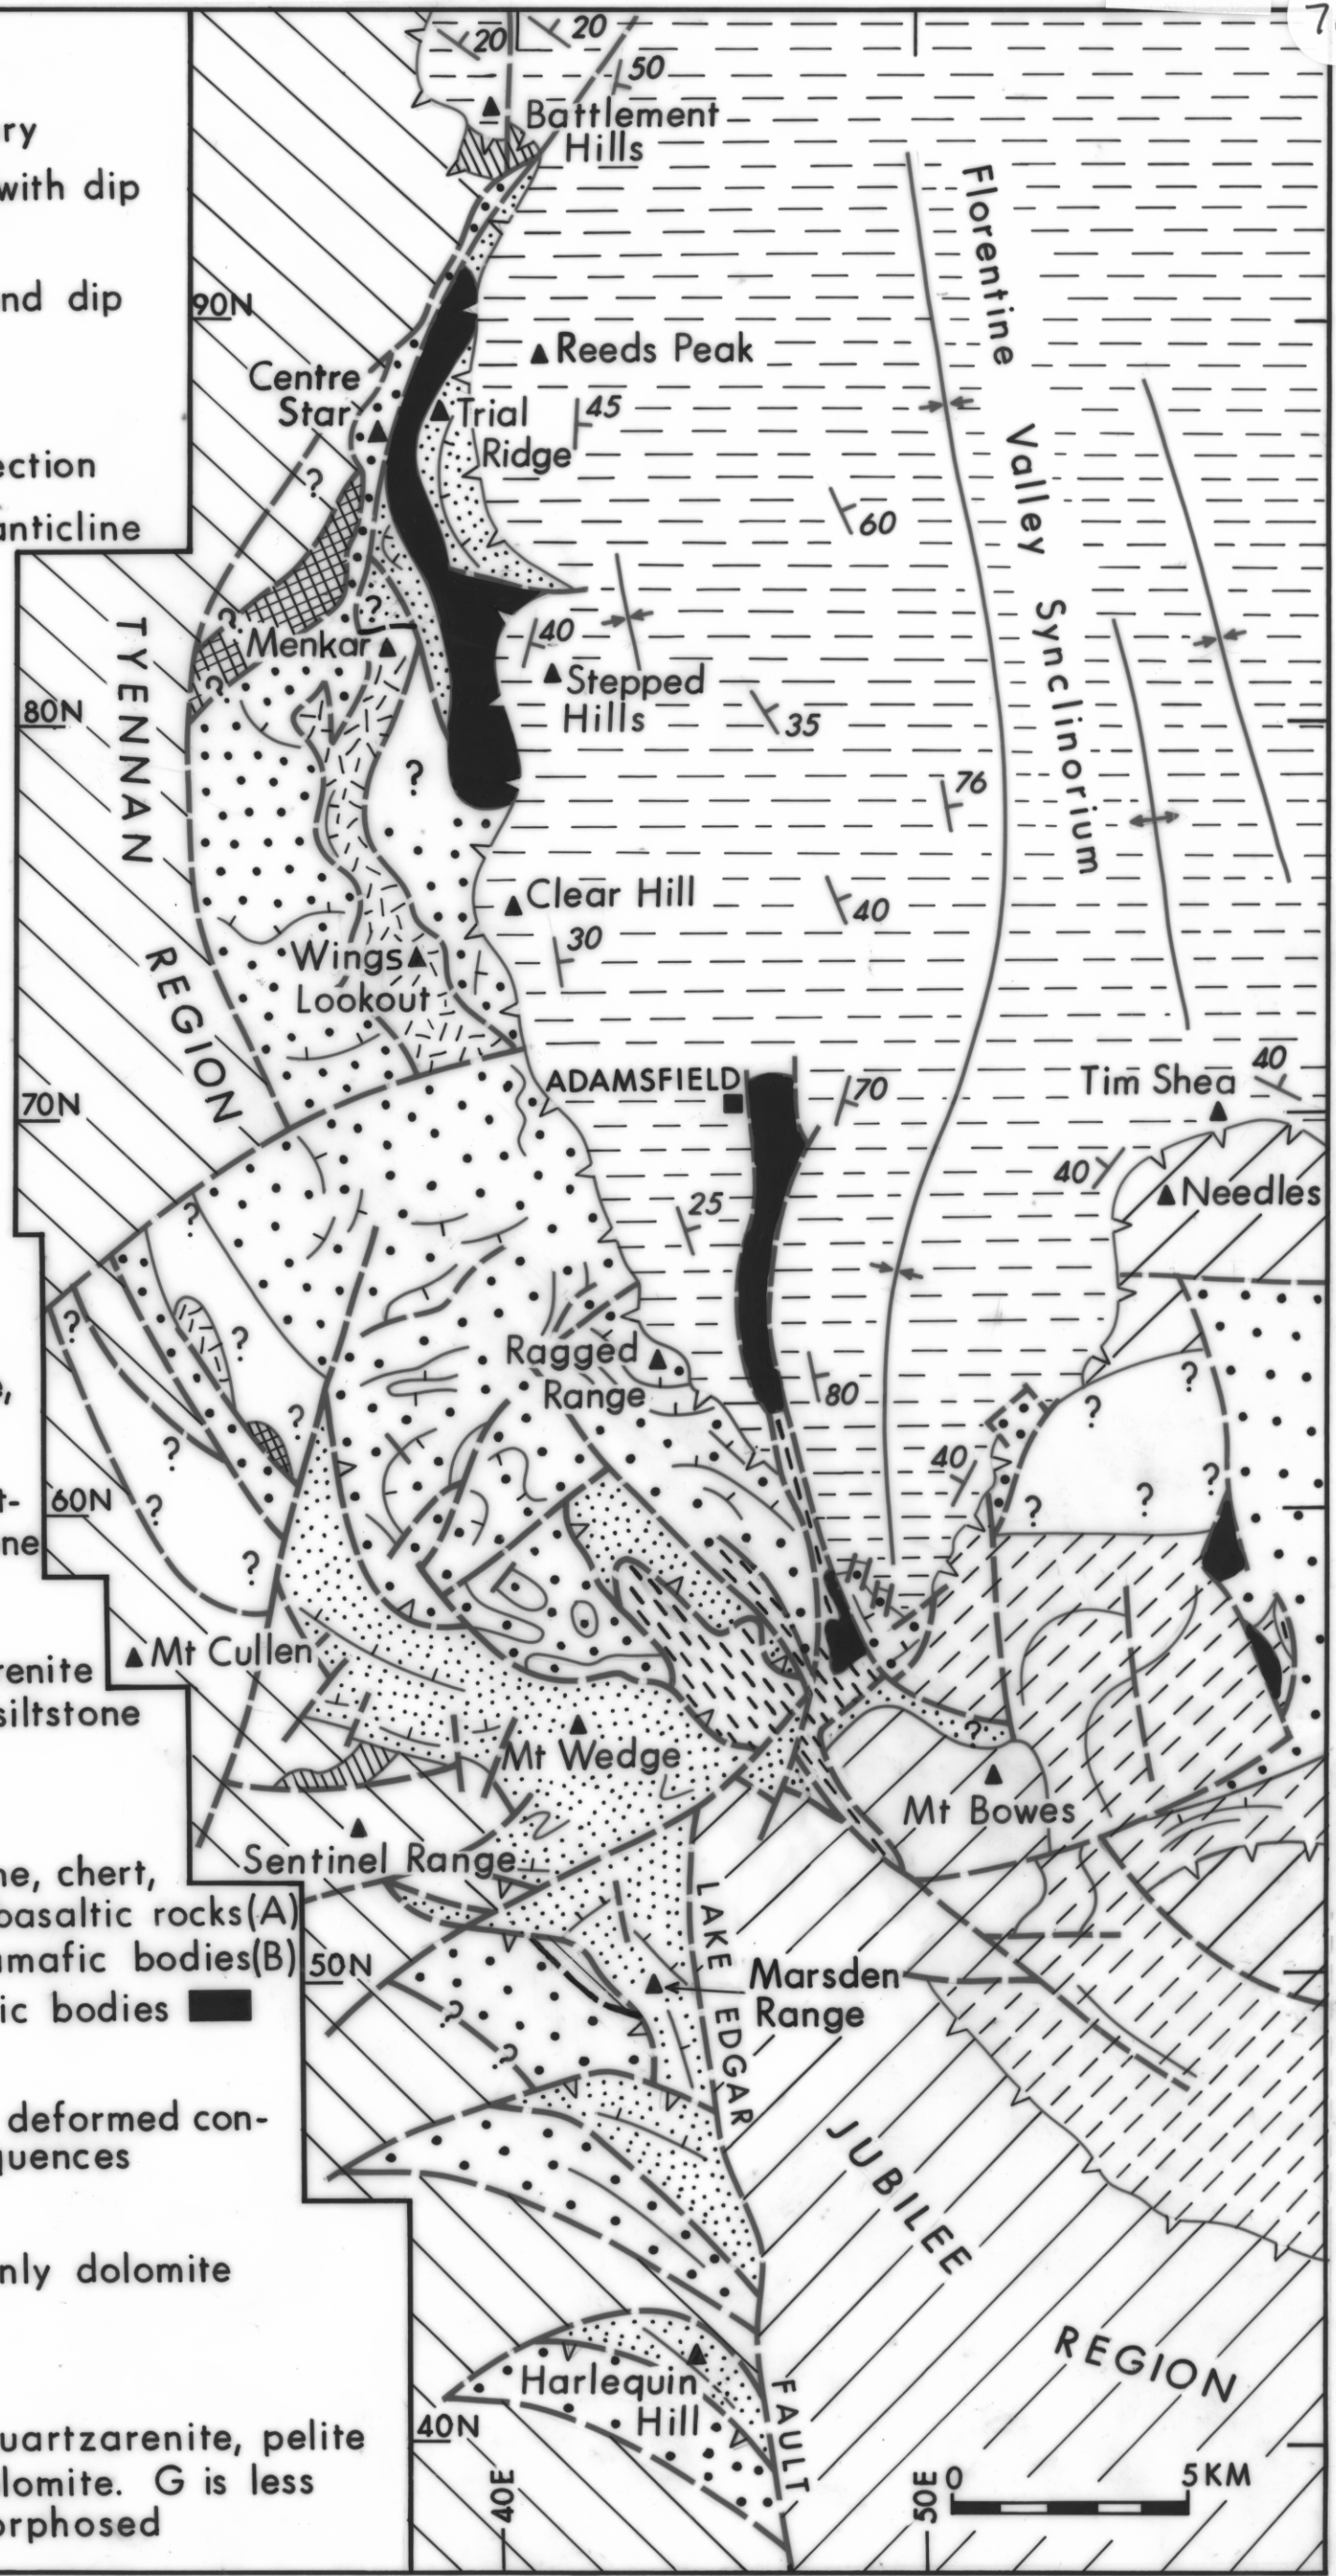 7
20
20
50
Battlement
Hills
ry
with dip
nd dip
90N
Florentine
Valley
Synclinorium
Reeds Peak
Centre
Star
Trial
Ridge
45
ection
anticline
?
60
TYENNAN
REGION
?
?
Menkar
40
?
Stepped
Hills
80N
35
?
76
Clear Hill
40
30
Wings
Lookout
ADAMSFIELD
70
Tim Shea
40
70N
40
Needles
25
?
?
?
Ragged
Range
?
80
?
?
?
40
?
?
60N
t-
ne
?
?
?
?
Mt Cullen
renite
siltstone
?
Mt Wedge
Mt Bowes
Sentinel Range
ne, chert,
basaltic rocks(A)
amafic bodies(B)
ic bodies
50N
LAKE
EDGAR
FAULT
Marsden
Range
?
?
deformed con-
quences
JUBILEE
REGION
nly dolomite
Harlequin
Hill
uartzarenite, pelite
lomite. G is less
orphosed
40N
40E
50E
0
5 KM